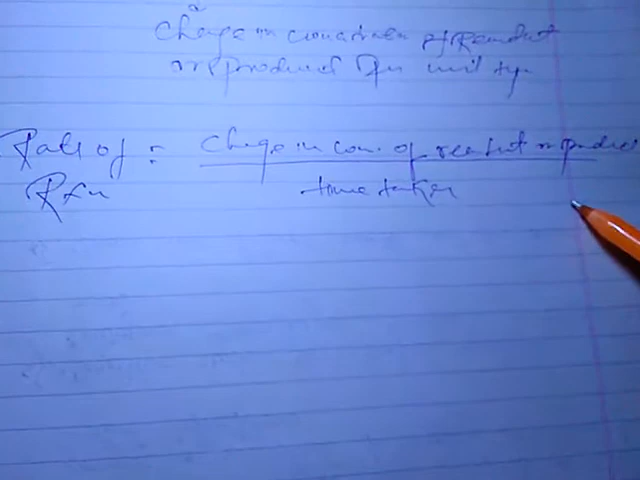 Change in concentration of reactant
or product per unit time
Rate of = Change in conc. of reactant or product
Rxn time taken